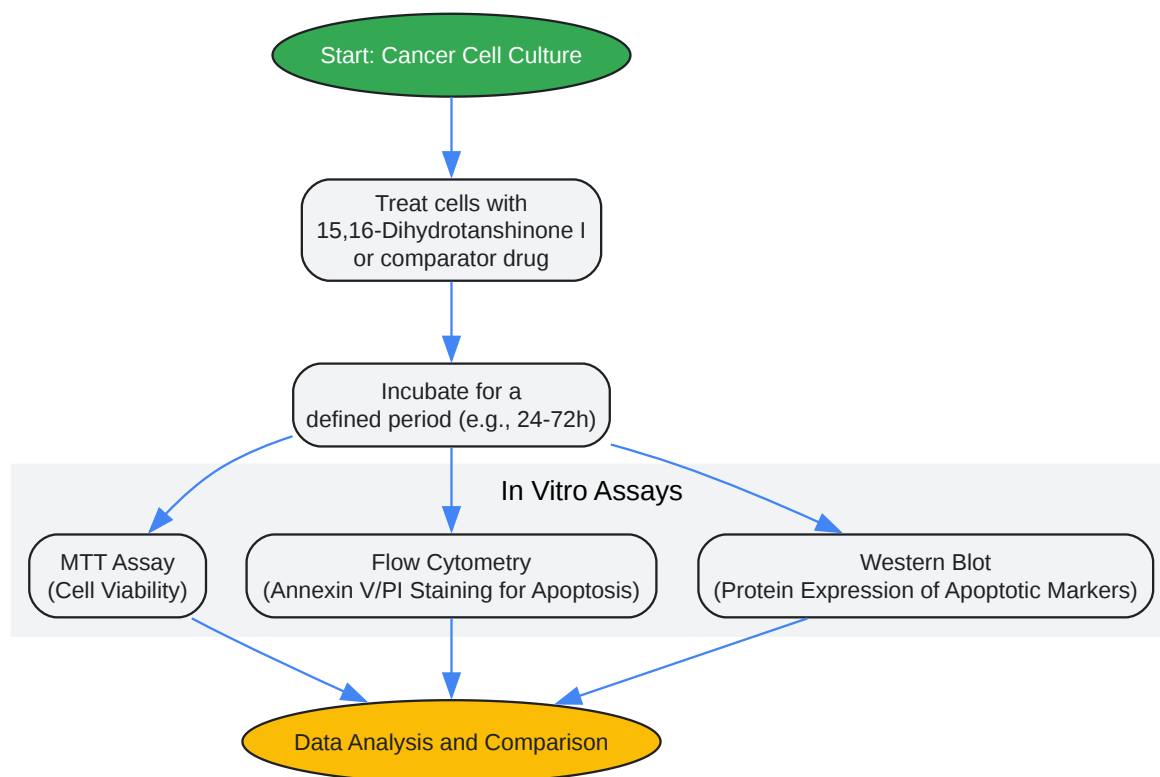 Start: Cancer Cell Culture
Treat cells with
15,16-Dihydrotanshinone I
or comparator drug
Incubate for a
defined period (e.g., 24-72h)
In Vitro Assays
MTT Assay
(Cell Viability)
Flow Cytometry
(Annexin V/PI Staining for Apoptosis)
Western Blot
(Protein Expression of Apoptotic Markers)
Data Analysis and Comparison